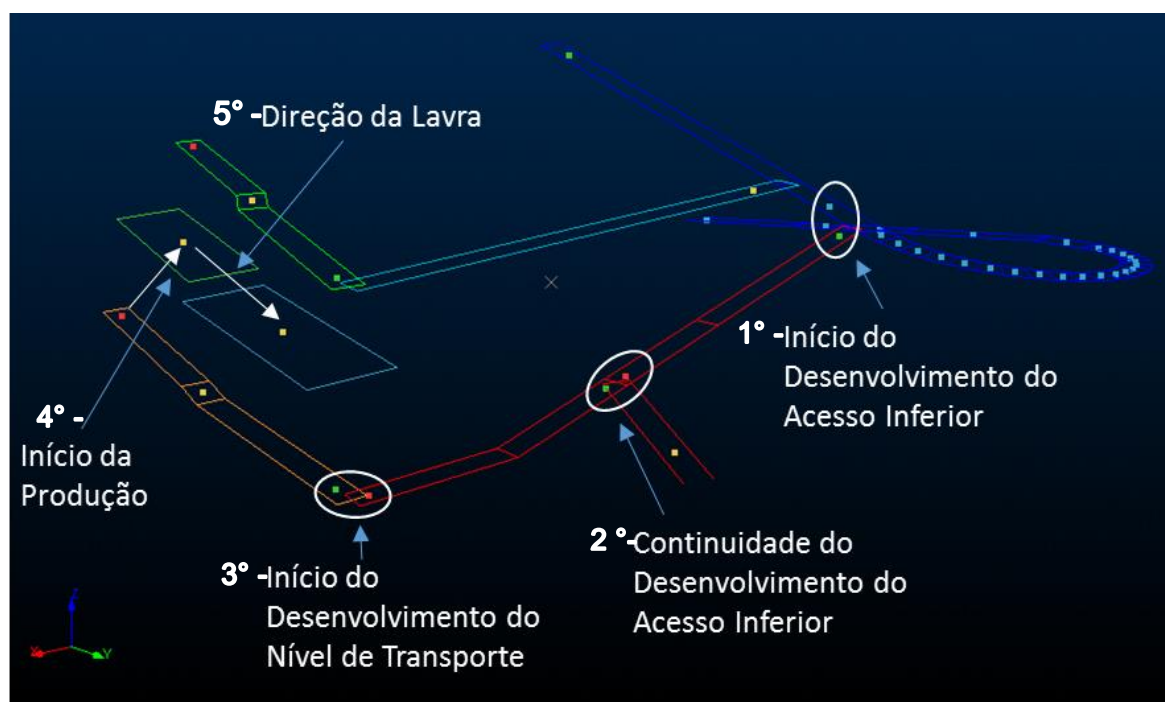 5° -Direção da Lavra
1° -Início do
Desenvolvimento do
Acesso Inferior
4° -
Início da
Produção
2 °-Continuidade do
Desenvolvimento do
Acesso Inferior
3° -Início do
Desenvolvimento do
Nível de Transporte
Z
X
Y